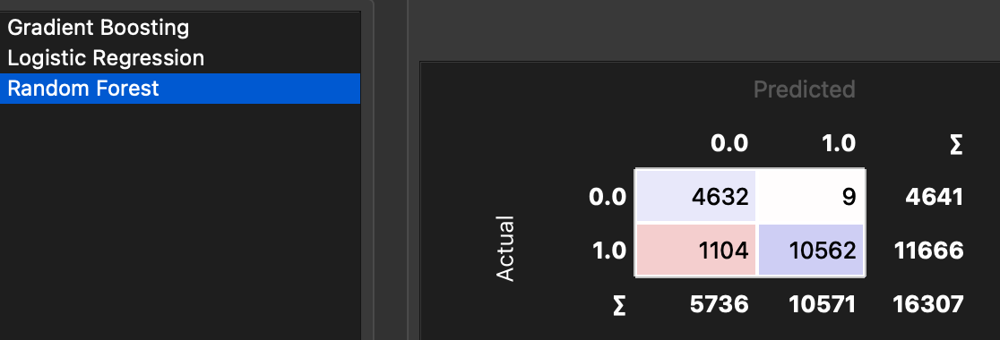 Gradient Boosting
Logistic Regression
Random Forest
Predicted
0.0 1.0 Σ
0.0 4632 9 4641
Actual
1.0 1104 10562 11666
Σ 5736 10571 16307